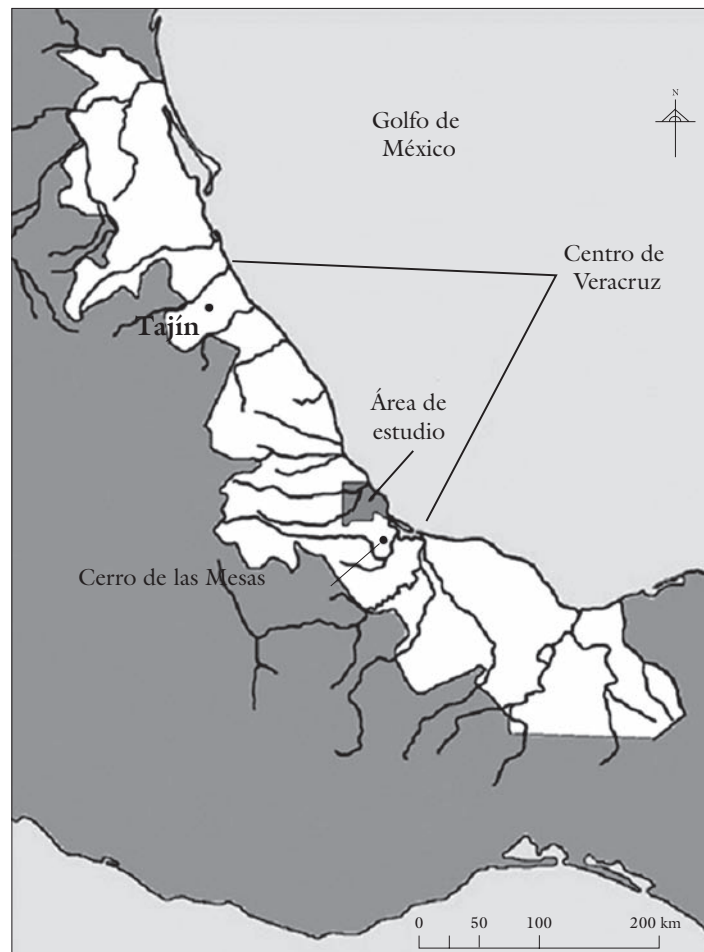 N
Golfo de
México
Centro de
Veracruz
Tajín
Área de
estudio
Cerro de las Mesas
0 50 100 200 km